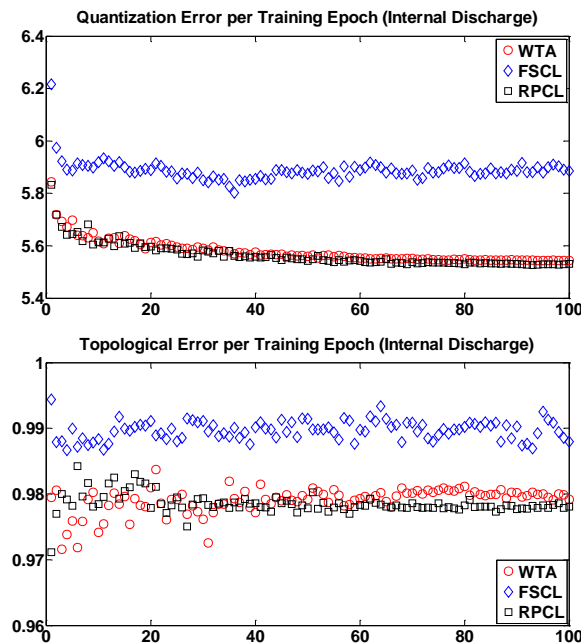 Quantization Error per Training Epoch (Internal Discharge)
6.4
6.2
6
5.8
5.6
5.4
0 20 40 60 80 100
WTA
FSCL
RPCL
Topological Error per Training Epoch (Internal Discharge)
1
0.99
0.98
0.97
0.96
0 20 40 60 80 100
WTA
FSCL
RPCL